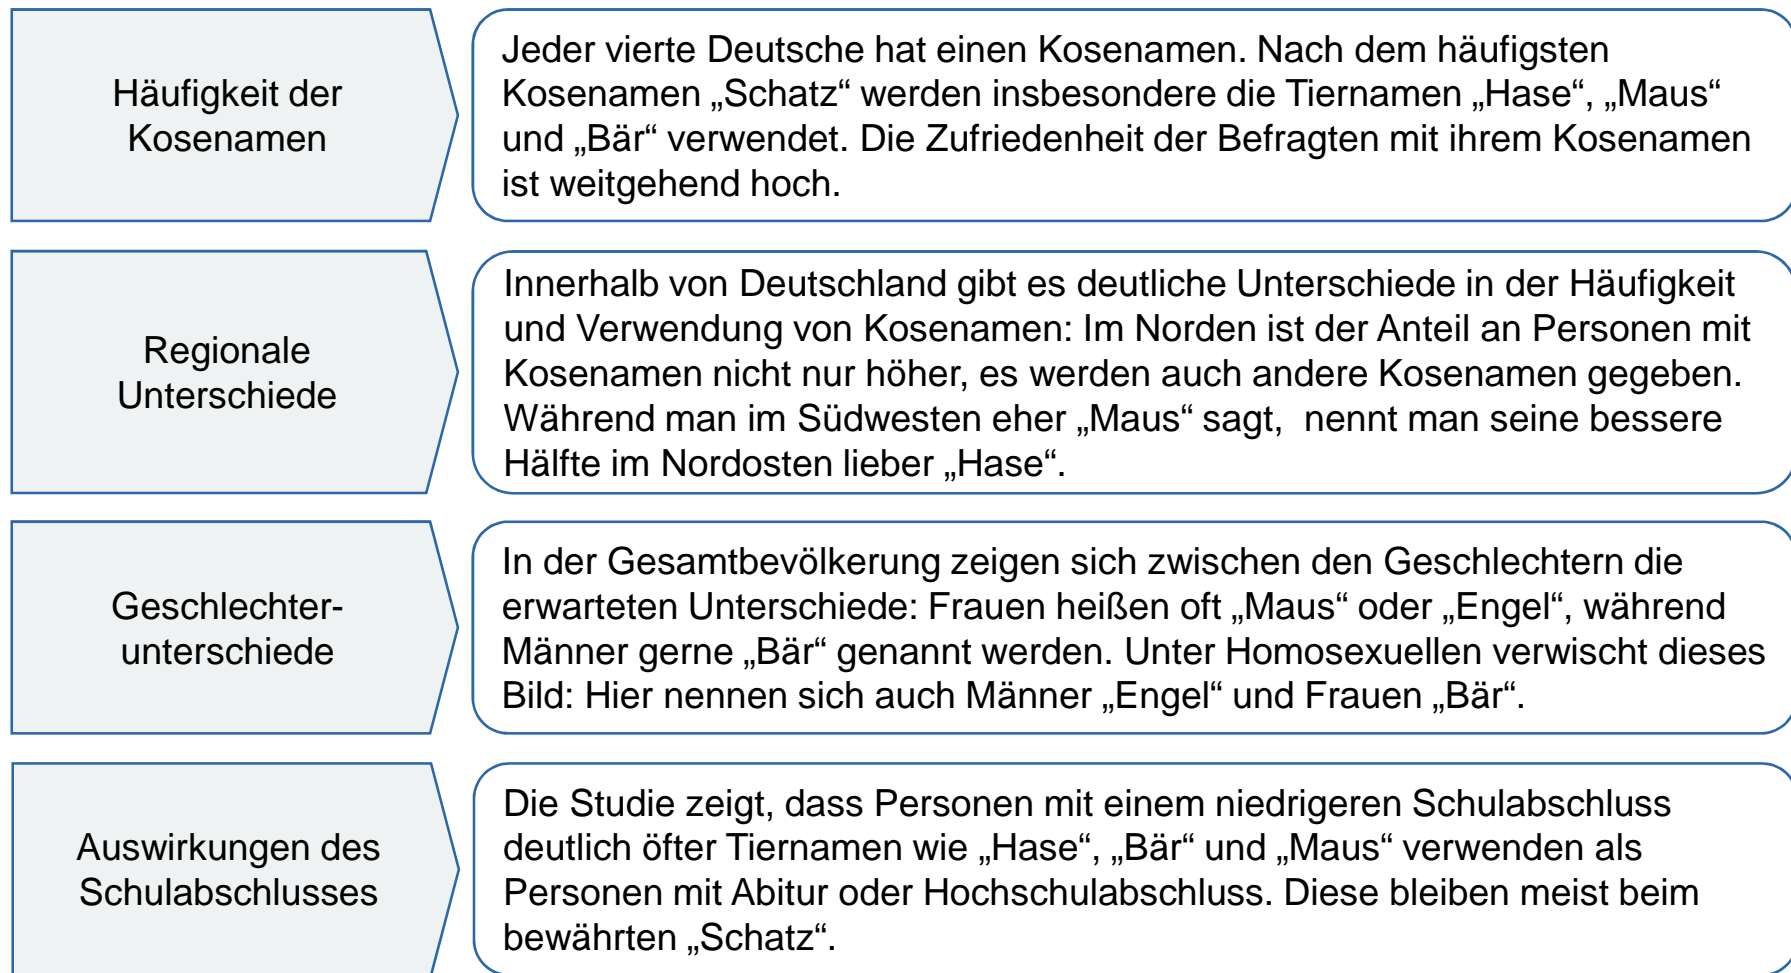 Häufigkeit der
Kosenamen
Jeder vierte Deutsche hat einen Kosenamen. Nach dem häufigsten
Kosenamen „Schatz“ werden insbesondere die Tiernamen „Hase“, „Maus“
und „Bär“ verwendet. Die Zufriedenheit der Befragten mit ihrem Kosenamen
ist weitgehend hoch.
Regionale
Unterschiede
Innerhalb von Deutschland gibt es deutliche Unterschiede in der Häufigkeit
und Verwendung von Kosenamen: Im Norden ist der Anteil an Personen mit
Kosenamen nicht nur höher, es werden auch andere Kosenamen gegeben.
Während man im Südwesten eher „Maus“ sagt,  nennt man seine bessere
Hälfte im Nordosten lieber „Hase“.
Geschlechter-
unterschiede
In der Gesamtbevölkerung zeigen sich zwischen den Geschlechtern die
erwarteten Unterschiede: Frauen heißen oft „Maus“ oder „Engel“, während
Männer gerne „Bär“ genannt werden. Unter Homosexuellen verwischt dieses
Bild: Hier nennen sich auch Männer „Engel“ und Frauen „Bär“.
Auswirkungen des
Schulabschlusses
Die Studie zeigt, dass Personen mit einem niedrigeren Schulabschluss
deutlich öfter Tiernamen wie „Hase“, „Bär“ und „Maus“ verwenden als
Personen mit Abitur oder Hochschulabschluss. Diese bleiben meist beim
bewährten „Schatz“.